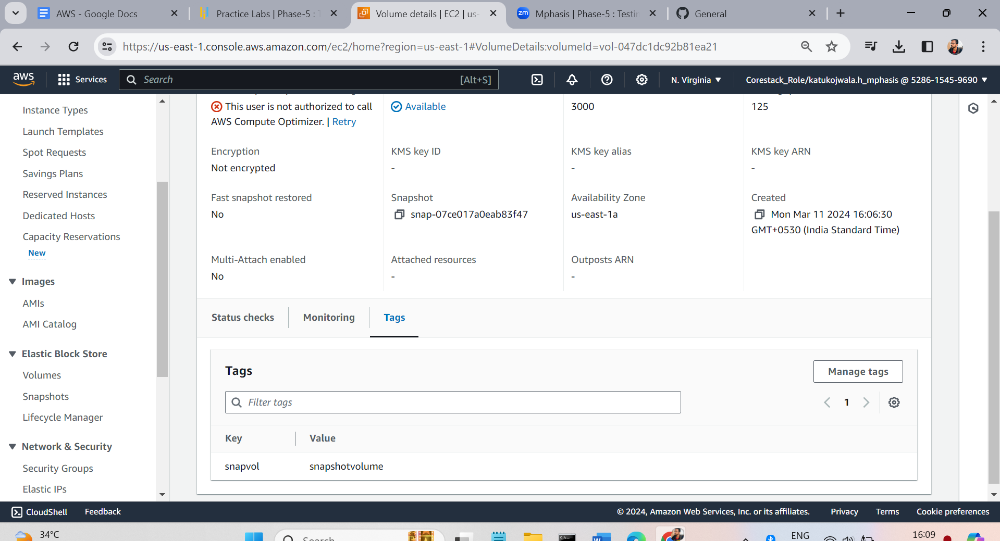 AWS - Google Docs
Practice Labs | Phase-5 :
Volume details | EC2 | us-
zm
Mphasis | Phase-5 : Testin
General
https://us-east-1.console.aws.amazon.com/ec2/home?region=us-east-1#VolumeDetails:volumeId=vol-047dc1dc92b81ea21
aws
Services
Search
[Alt+S]
N. Virginia
Corestack_Role/katukojwala.h_mphasis @ 5286-1545-9690
Instance Types
Launch Templates
Spot Requests
Savings Plans
Reserved Instances
Dedicated Hosts
Capacity Reservations
New
Images
AMIs
AMI Catalog
Elastic Block Store
Volumes
Snapshots
Lifecycle Manager
Network & Security
Security Groups
Elastic IPs
This user is not authorized to call
AWS Compute Optimizer. | Retry
Available
3000
125
Encryption
Not encrypted
KMS key ID
-
KMS key alias
-
KMS key ARN
-
Fast snapshot restored
No
Snapshot
snap-07ce017a0eab83f47
Availability Zone
us-east-1a
Created
Mon Mar 11 2024 16:06:30
GMT+0530 (India Standard Time)
Multi-Attach enabled
No
Attached resources
-
Outposts ARN
-
Status checks
Monitoring
Tags
Tags
Manage tags
Filter tags
1
Key
Value
snapvol
snapshotvolume
CloudShell
Feedback
© 2024, Amazon Web Services, Inc. or its affiliates.
Privacy
Terms
Cookie preferences
34°C
Search
ENG
16:09